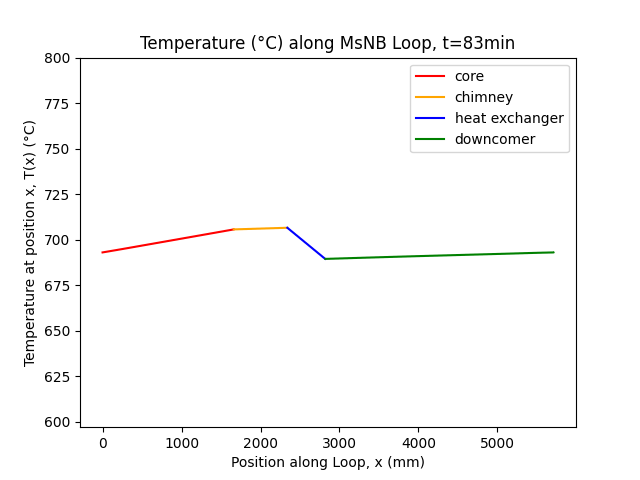 Temperature (°C) along MsNB Loop, t=83min
Temperature at position x, T(x) (°C)
800
775
750
725
700
675
650
625
600
core
chimney
heat exchanger
downcomer
0 1000 2000 3000 4000 5000
Position along Loop, x (mm)